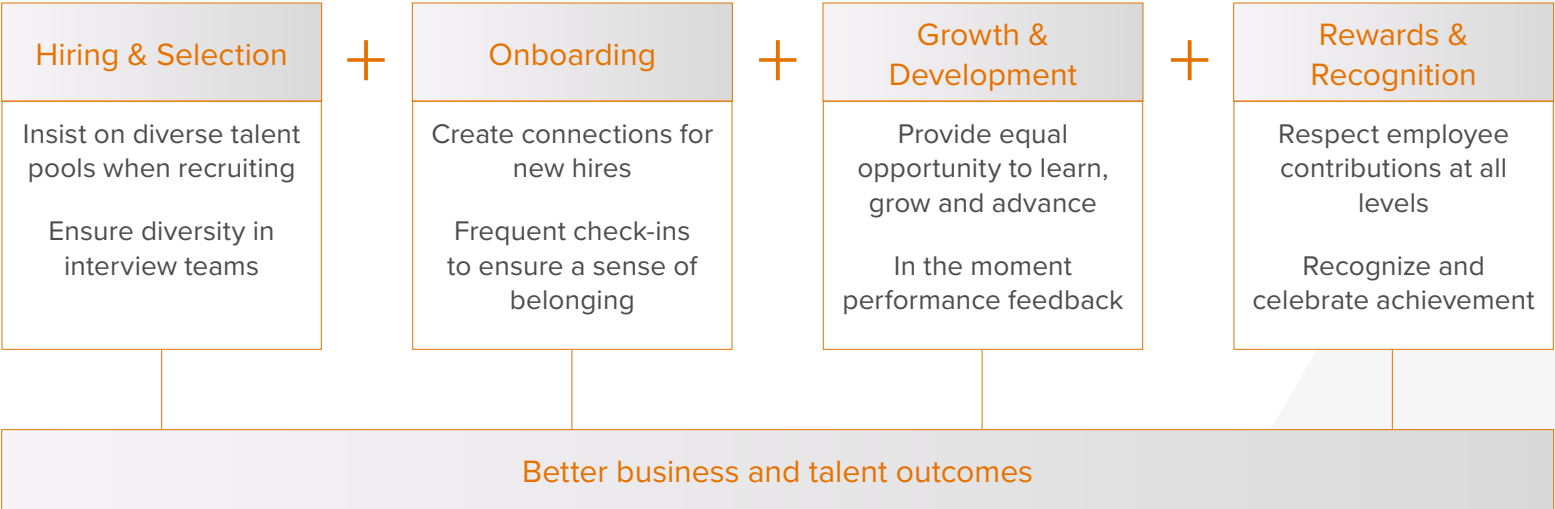 Hiring & Selection
Insist on diverse talent
pools when recruiting
Ensure diversity in
interview teams
+
Onboarding
Create connections for
new hires
Frequent check-ins
to ensure a sense of
belonging
+
Growth &
Development
Provide equal
opportunity to learn,
grow and advance
In the moment
performance feedback
+
Rewards &
Recognition
Respect employee
contributions at all
levels
Recognize and
celebrate achievement
Better business and talent outcomes